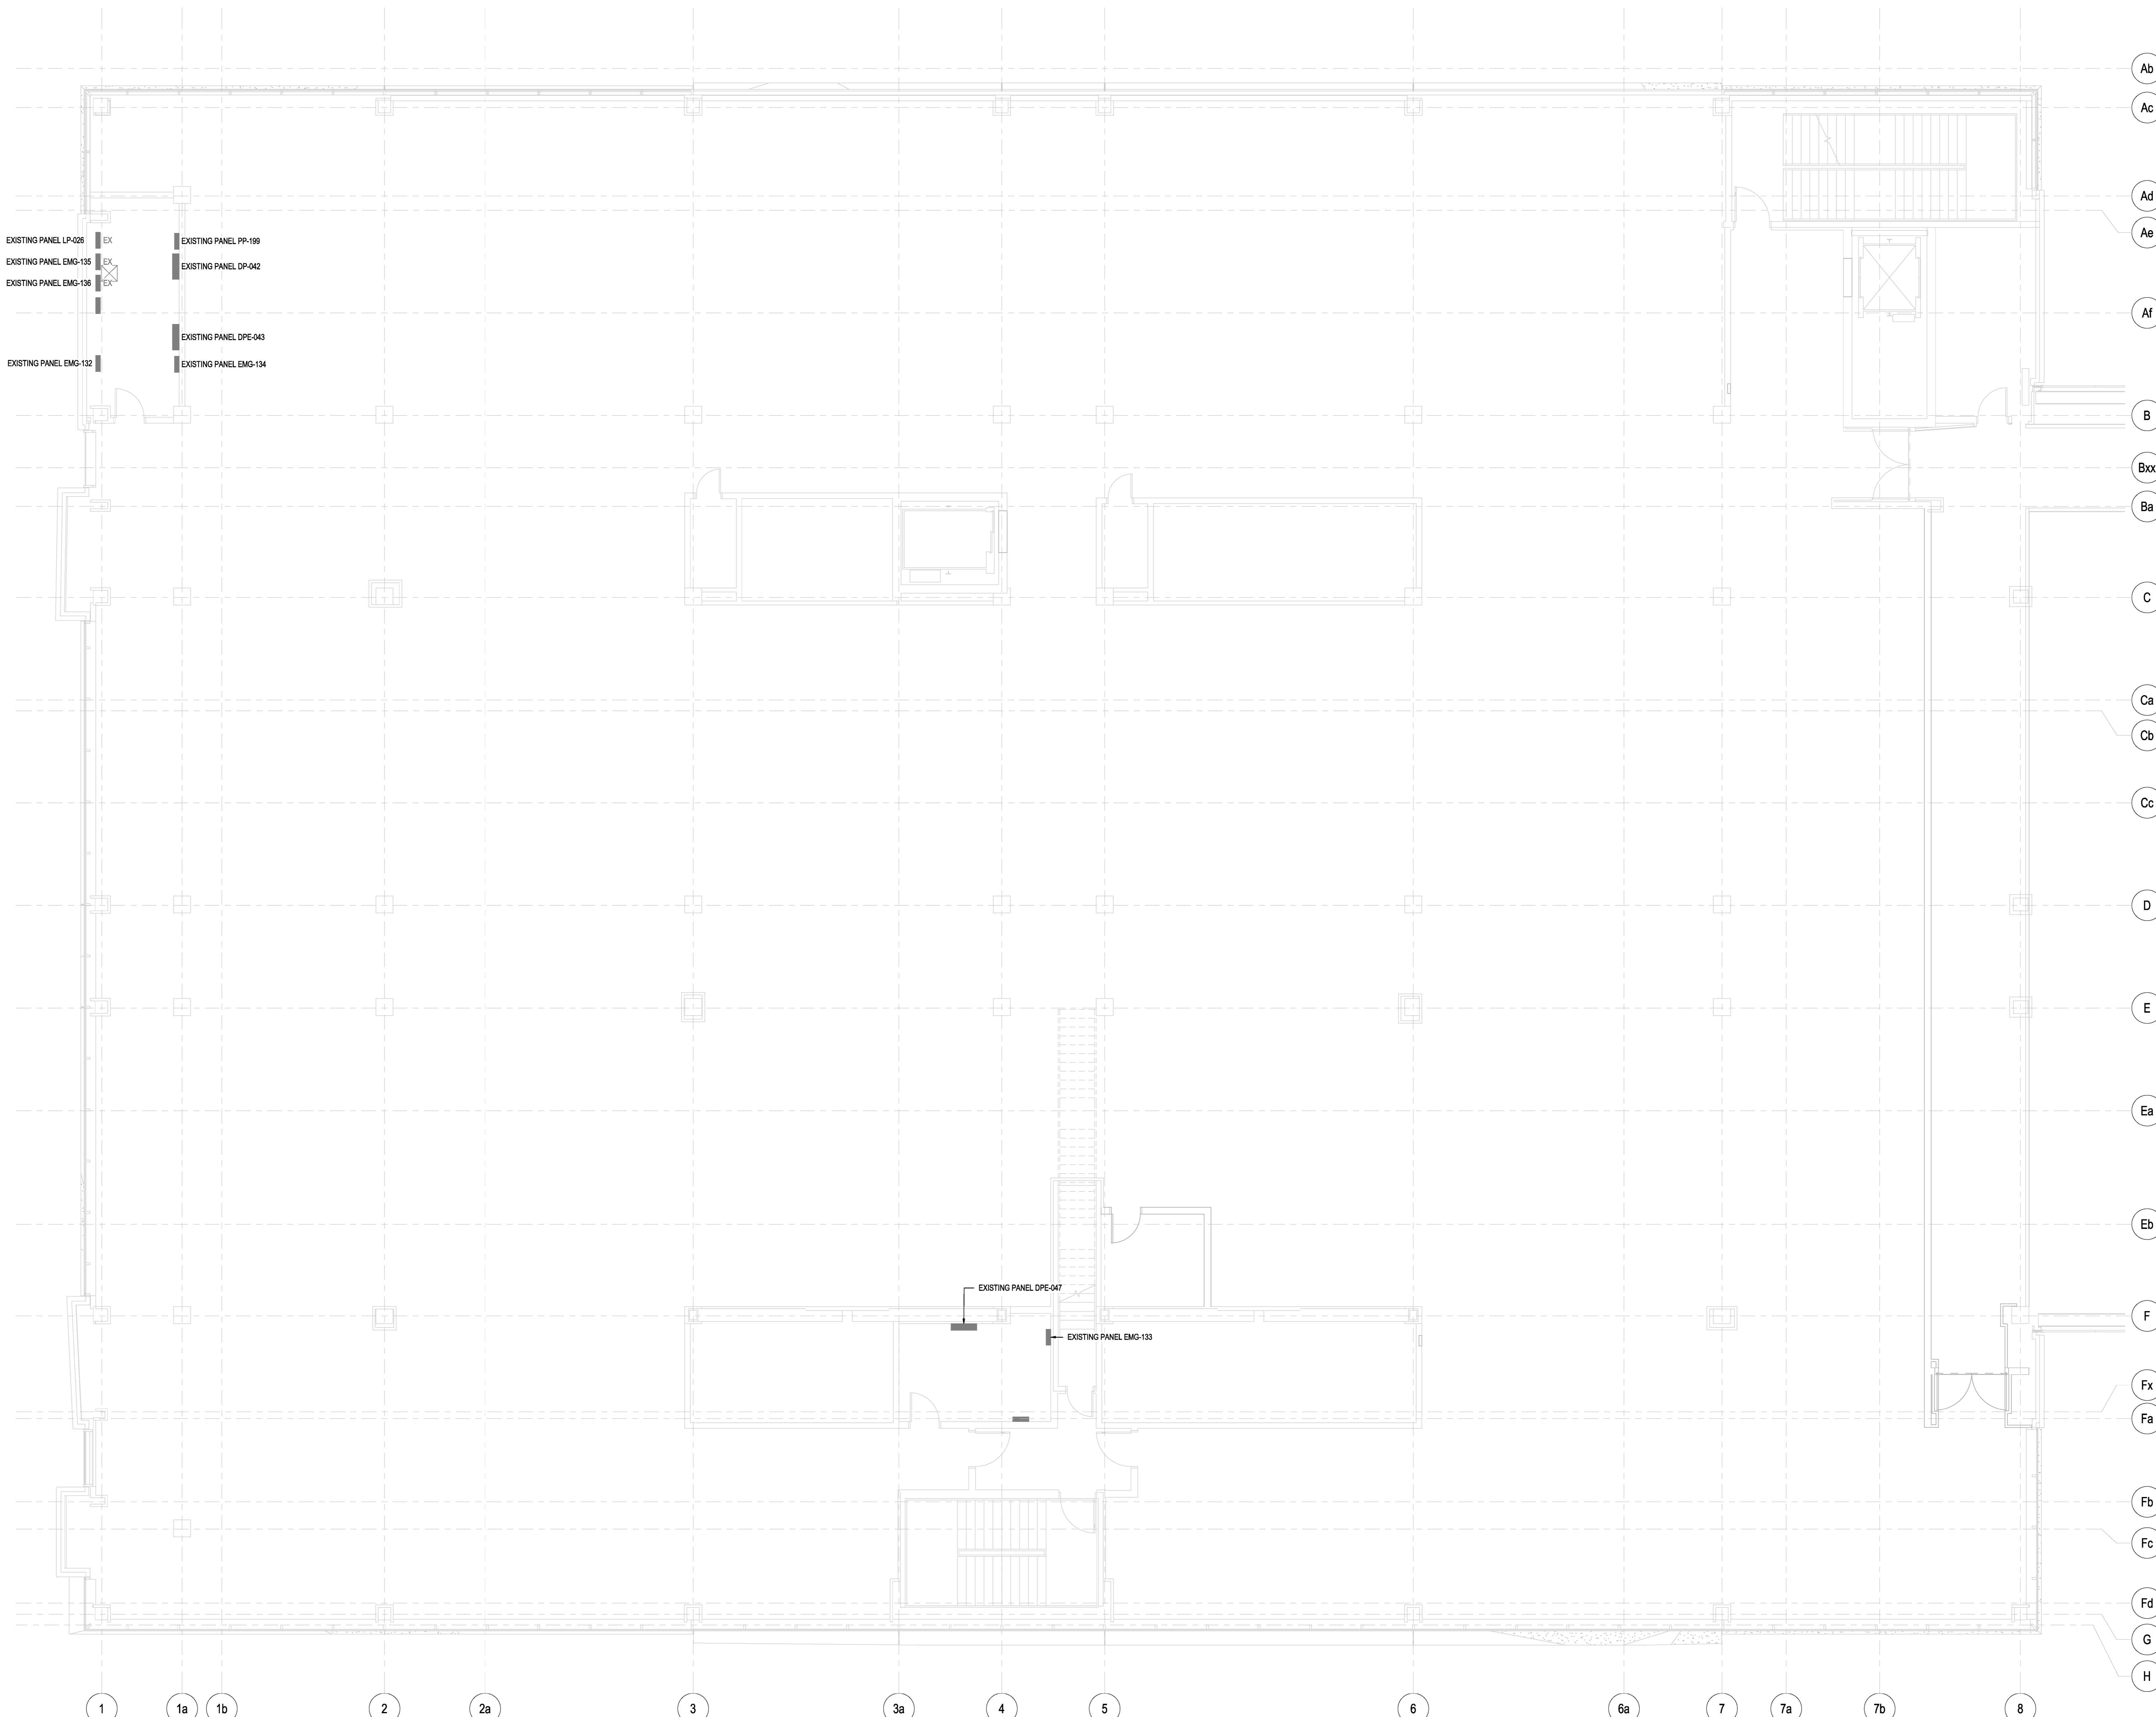 Ab
Ac
Ad
Ae
EXISTING PANEL LP-026
EX
EXISTING PANEL PP-199
EXISTING PANEL EMG-135
EX
EXISTING PANEL DP-042
EXISTING PANEL EMG-136
EX
Af
EXISTING PANEL DPE-043
EXISTING PANEL EMG-132
EXISTING PANEL EMG-134
B
Bxx
Ba
C
Ca
Cb
Cc
D
E
Ea
Eb
EXISTING PANEL DPE-047
F
EXISTING PANEL EMG-133
Fx
Fa
Fb
Fc
Fd
G
H
1 1a 1b 2 2a 3 3a 4 5 6 6a 7 7a 7b 8